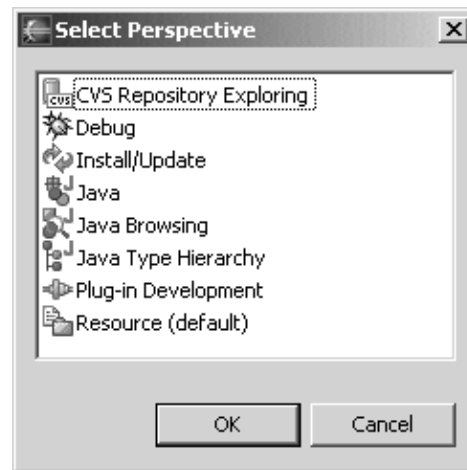 Select Perspective
CVS CVS Repository Exploring
Debug
Install/Update
Java
Java Browsing
Java Type Hierarchy
Plug-in Development
Resource (default)
OK Cancel